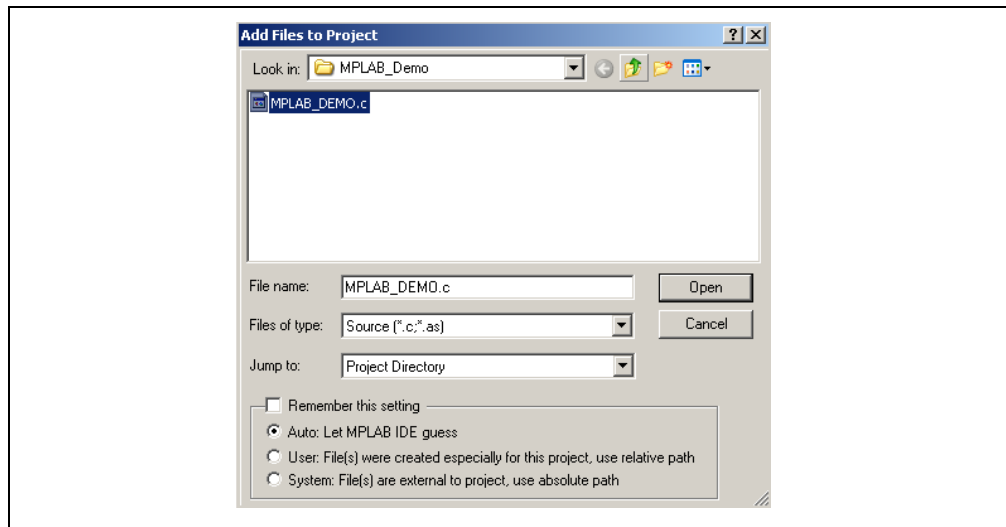 Add Files to Project
Look in: MPLAB_Demo
MPLAB_DEMO.c
File name: MPLAB_DEMO.c Open
Files of type: Source (*.c;*.as) Cancel
Jump to: Project Directory
Remember this setting
Auto: Let MPLAB IDE guess
User: File(s) were created especially for this project, use relative path
System: File(s) are external to project, use absolute path